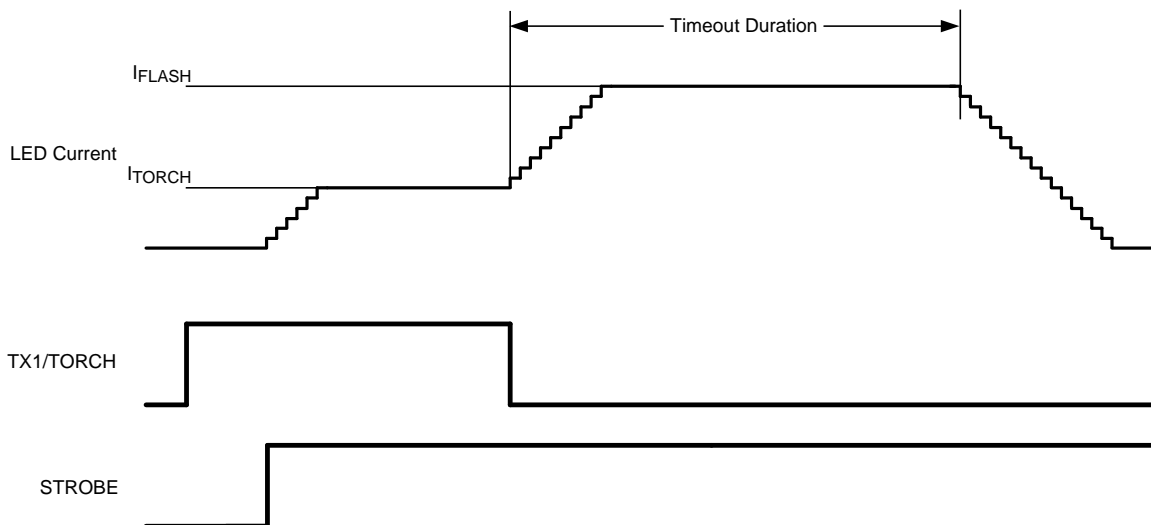 Timeout Duration
IFLASH
LED Current
ITORCH
TX1/TORCH
STROBE